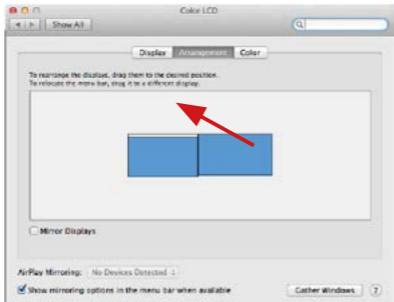 Color LCD
Show All
Display Arrangement Color
To rearrange the displays, drag them to the desired position.
To relocate the menu bar, drag it to a different display.
Mirror Displays
AirPlay Mirroring: No Devices Detected
Show mirroring options in the menu bar when available
Gather Windows ?